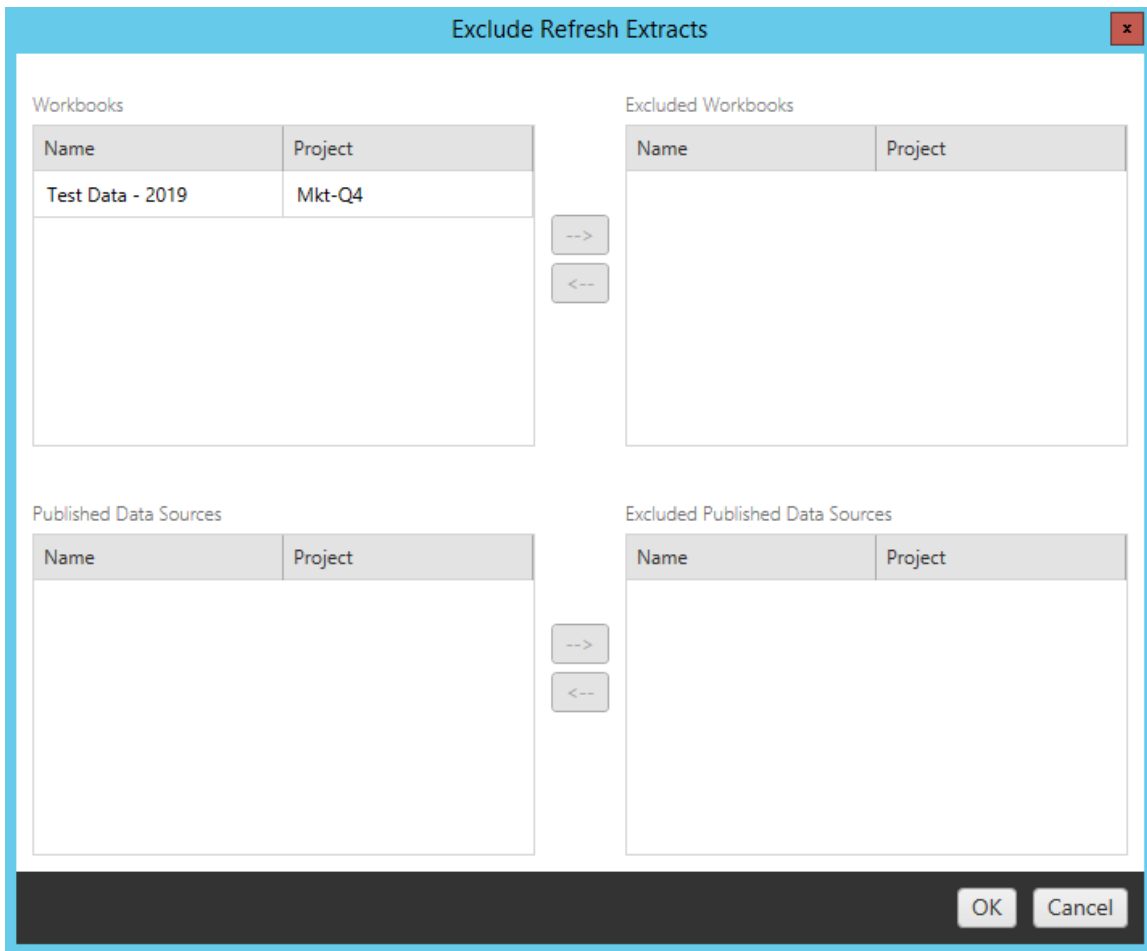 Exclude Refresh Extracts
x
Workbooks
Excluded Workbooks
Name Project
Name Project
Test Data - 2019 Mkt-Q4
-->
<--
Published Data Sources
Excluded Published Data Sources
Name Project
Name Project
-->
<--
OK Cancel